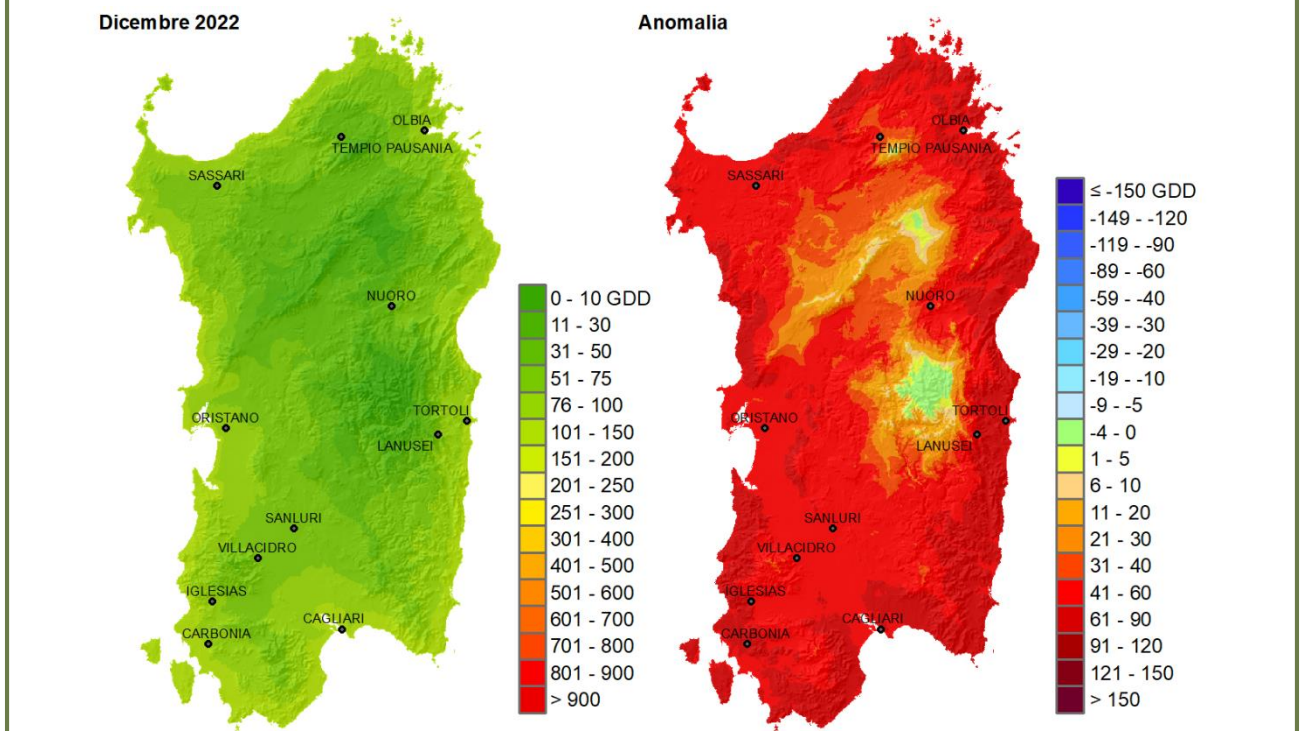 Dicembre 2022
OLBIA
TEMPIO PAUSANIA
SASSARI
NUORO
ORISTANO
TORTOLI
LANUSEI
SANLURI
VILLACIDRO
IGLESIAS
CAGLIARI
CARBONIA
0 - 10 GDD
11 - 30
31 - 50
51 - 75
76 - 100
101 - 150
151 - 200
201 - 250
251 - 300
301 - 400
401 - 500
501 - 600
601 - 700
701 - 800
801 - 900
> 900
Anomalia
OLBIA
TEMPIO PAUSANIA
SASSARI
NUORO
ORISTANO
TORTOLI
LANUSEI
SANLURI
VILLACIDRO
IGLESIAS
CAGLIARI
CARBONIA
≤ -150 GDD
-149 - -120
-119 - -90
-89 - -60
-59 - -40
-39 - -30
-29 - -20
-19 - -10
-9 - -5
-4 - 0
1 - 5
6 - 10
11 - 20
21 - 30
31 - 40
41 - 60
61 - 90
91 - 120
121 - 150
> 150